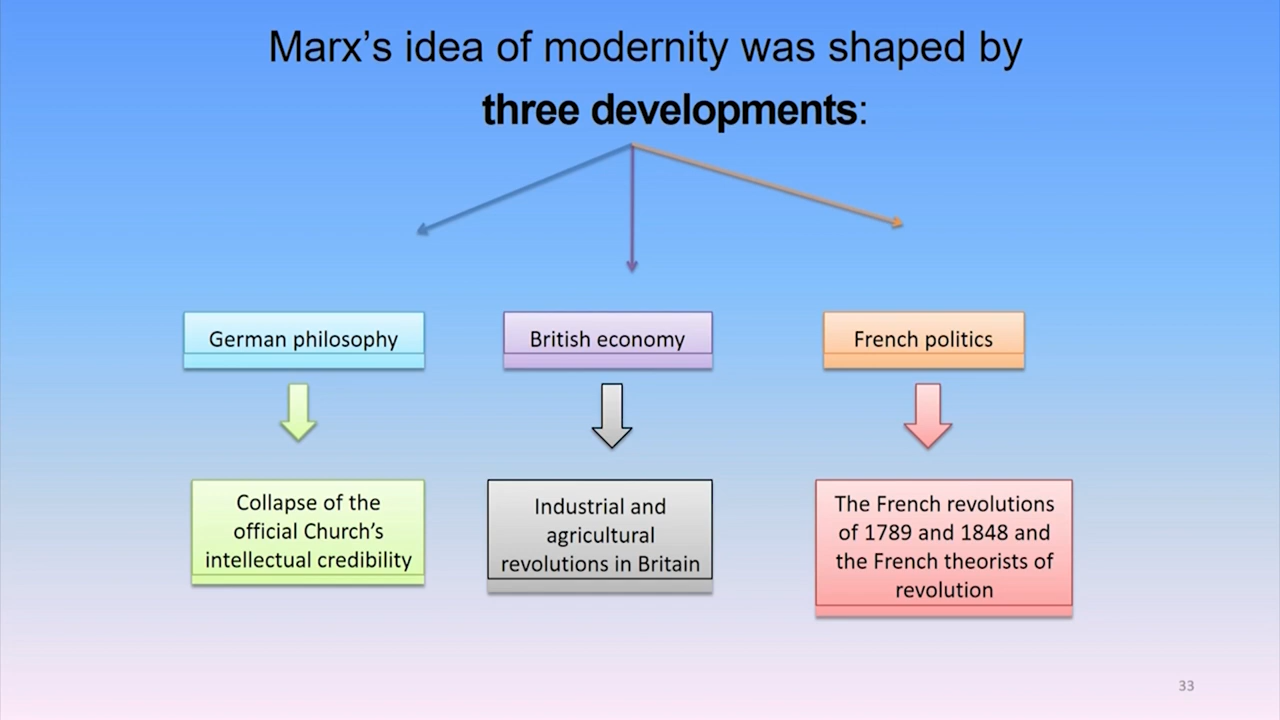 Marx’s idea of modernity was shaped by
three developments:
German philosophy
British economy
French politics
Collapse of the
official Church’s
intellectual credibility
Industrial and
agricultural
revolutions in Britain
The French revolutions
of 1789 and 1848 and
the French theorists of
revolution
33